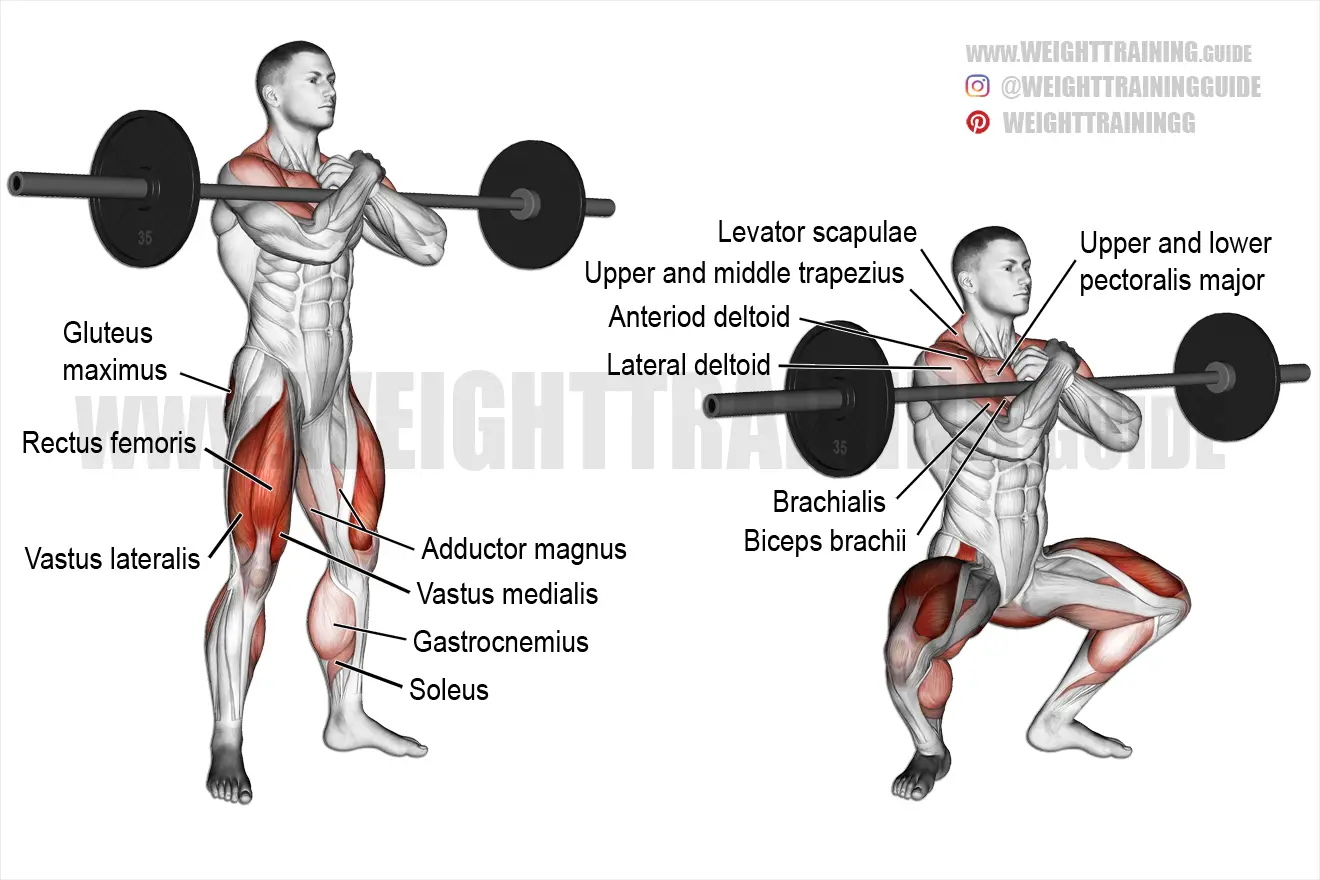 WWW.WEIGHTTRAINING.GUIDE
@WEIGHTTRAININGGUIDE
WEIGHTTRAININGG
35
Gluteus
maximus
Rectus femoris
Vastus lateralis
Adductor magnus
Vastus medialis
Gastrocnemius
Soleus
Levator scapulae
Upper and middle trapezius
Anteriod deltoid
Lateral deltoid
Upper and lower
pectoralis major
35
Brachialis
Biceps brachii
WWW.WEIGHTTRAINING.GUIDE